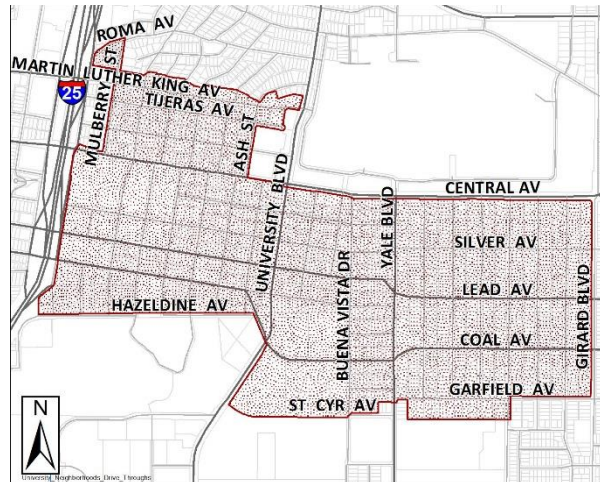 ROMA AV
MARTIN LUTHER KING AV
TIJERAS AV
25
MULBERRY ST
ASH ST
UNIVERSITY BLVD
CENTRAL AV
YALE BLVD
SILVER AV
BUENA VISTA DR
LEAD AV
GIRARD BLVD
HAZELDINE AV
COAL AV
GARFIELD AV
ST CYR AV
N
University_Neighborhoods_Drive_Throughs